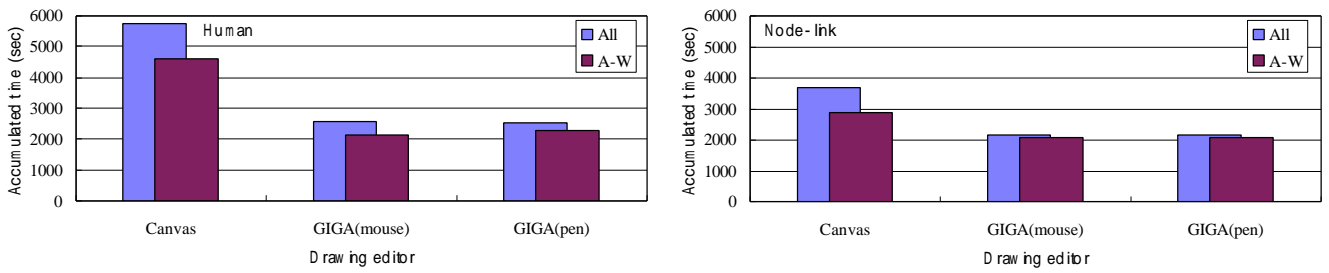 Human
All
A-W
Accumulated time (sec)
6000
5000
4000
3000
2000
1000
0
Canvas
GIGA(mouse)
GIGA(pen)
Drawing editor
Node-link
All
A-W
Accumulated time (sec)
6000
5000
4000
3000
2000
1000
0
Canvas
GIGA(mouse)
GIGA(pen)
Drawing editor